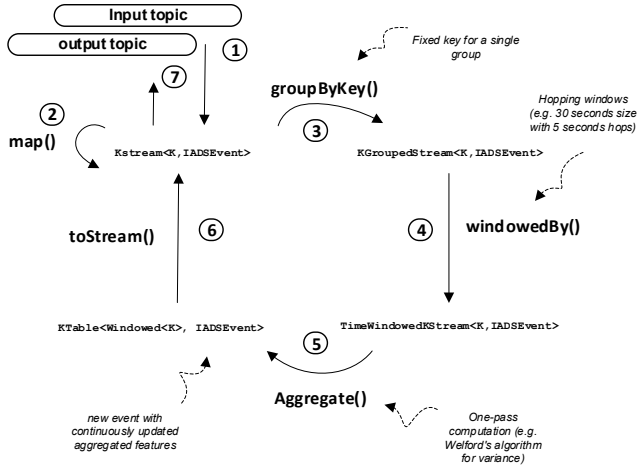 Input topic
output topic
1
7
groupByKey()
Fixed key for a single
group
2
map()
3
Kstream<K,IADSEvent>
KGroupedStream<K,IADSEvent>
Hopping windows
(e.g. 30 seconds size
with 5 seconds hops)
toStream()
6
4
windowedBy()
KTable<Windowed<K>, IADSEvent>
5
TimeWindowedKStream<K,IADSEvent>
Aggregate()
new event with
continuously updated
aggregated features
One-pass
computation (e.g.
Welford's algorithm
for variance)